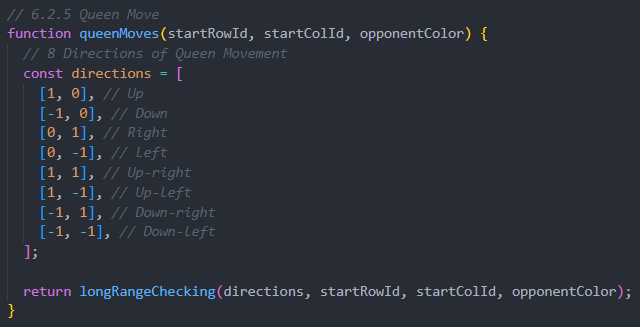 // 6.2.5 Queen Move
function queenMoves(startRowId, startColId, opponentColor) {
// 8 Directions of Queen Movement
const directions = [
[1, 0], // Up
[-1, 0], // Down
[0, 1], // Right
[0, -1], // Left
[1, 1], // Up-right
[1, -1], // Up-left
[-1, 1], // Down-right
[-1, -1], // Down-left
];
return longRangeChecking(directions, startRowId, startColId, opponentColor);
}